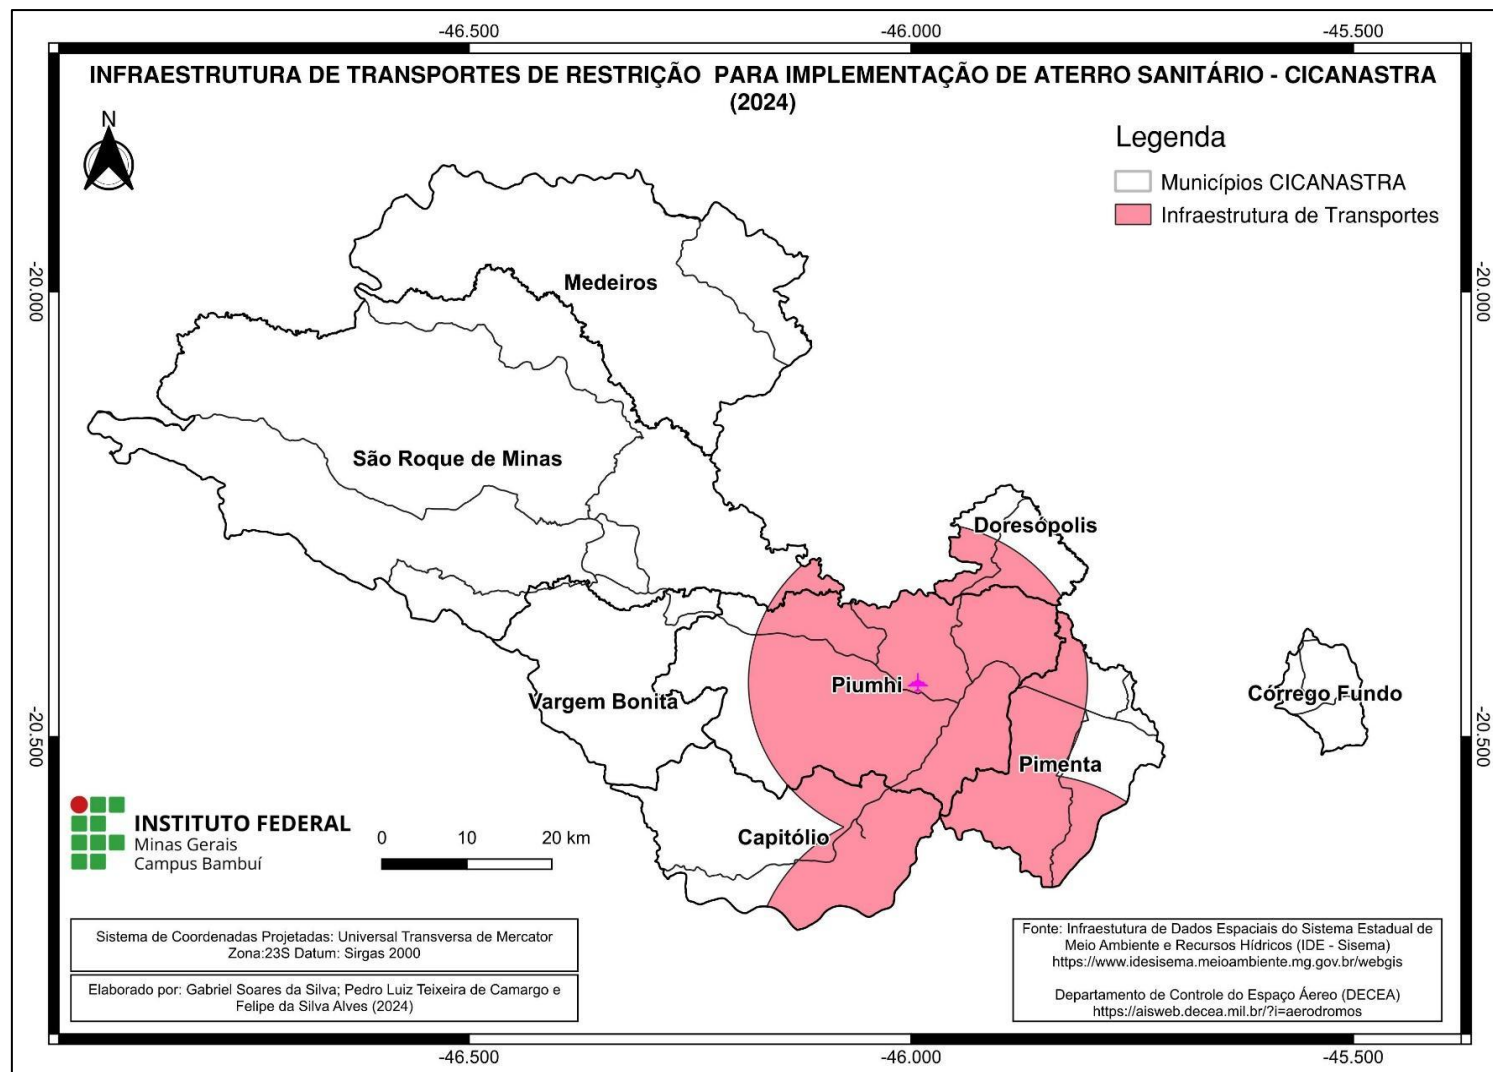 -46.500
-46.000
-45.500
INFRAESTRUTURA DE TRANSPORTES DE RESTRIÇÃO PARA IMPLEMENTAÇÃO DE ATERRO SANITÁRIO - CICANASTRA
(2024)
N
Legenda
Municípios CICANASTRA
Infraestrutura de Transportes
-20.000
-20.000
Medeiros
São Roque de Minas
Doresópolis
Piumhi
Vargem Bonita
Córrego Fundo
-20.500
-20.500
Pimenta
Capitólio
INSTITUTO FEDERAL
Minas Gerais
Campus Bambuí
0 10 20 km
Sistema de Coordenadas Projetadas: Universal Transversa de Mercator
Zona:23S Datum: Sirgas 2000
Elaborado por: Gabriel Soares da Silva; Pedro Luiz Teixeira de Camargo e
Felipe da Silva Alves (2024)
Fonte: Infraestutura de Dados Espaciais do Sistema Estadual de
Meio Ambiente e Recursos Hídricos (IDE - Sisema)
https://www.idesisema.meioambiente.mg.gov.br/webgis
Departamento de Controle do Espaço Áereo (DECEA)
https://aisweb.decea.mil.br/?i=aerodromos
-46.500
-46.000
-45.500